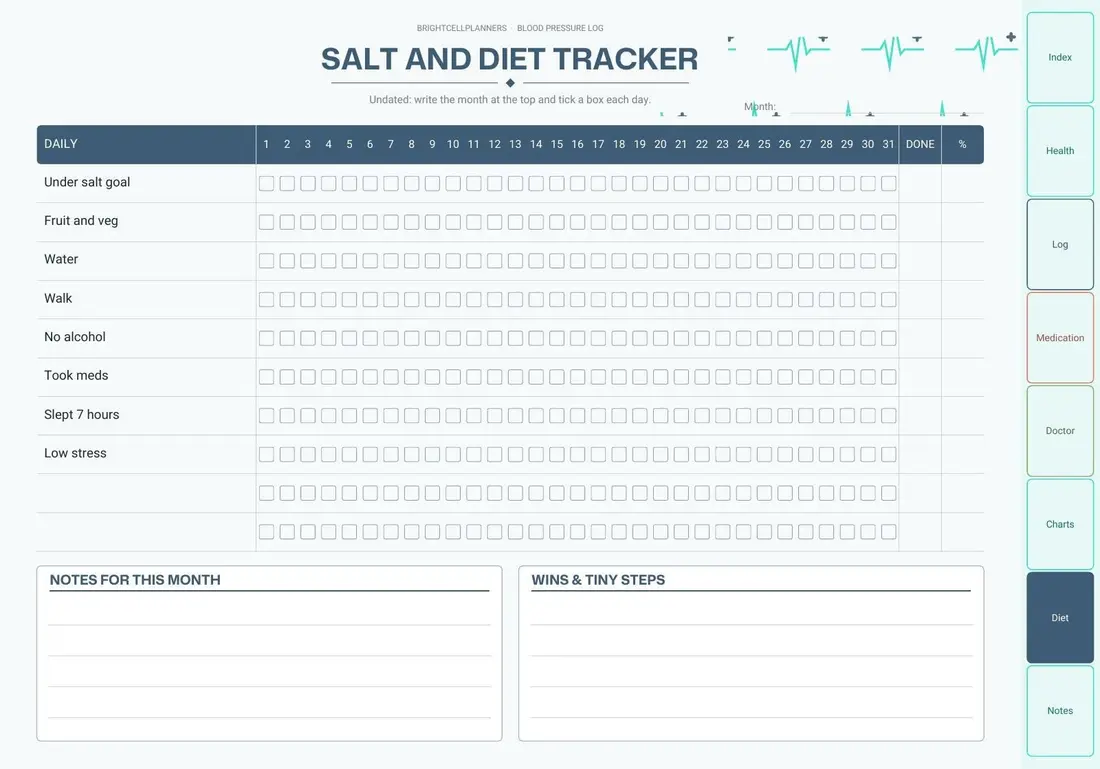 BRIGHTCELLPLANNERS · BLOOD PRESSURE LOG
SALT AND DIET TRACKER
Undated: write the month at the top and tick a box each day.
Month:
DAILY 1 2 3 4 5 6 7 8 9 10 11 12 13 14 15 16 17 18 19 20 21 22 23 24 25 26 27 28 29 30 31 DONE %
Under salt goal
Fruit and veg
Water
Walk
No alcohol
Took meds
Slept 7 hours
Low stress
NOTES FOR THIS MONTH
WINS & TINY STEPS
Index
Health
Log
Medication
Doctor
Charts
Diet
Notes